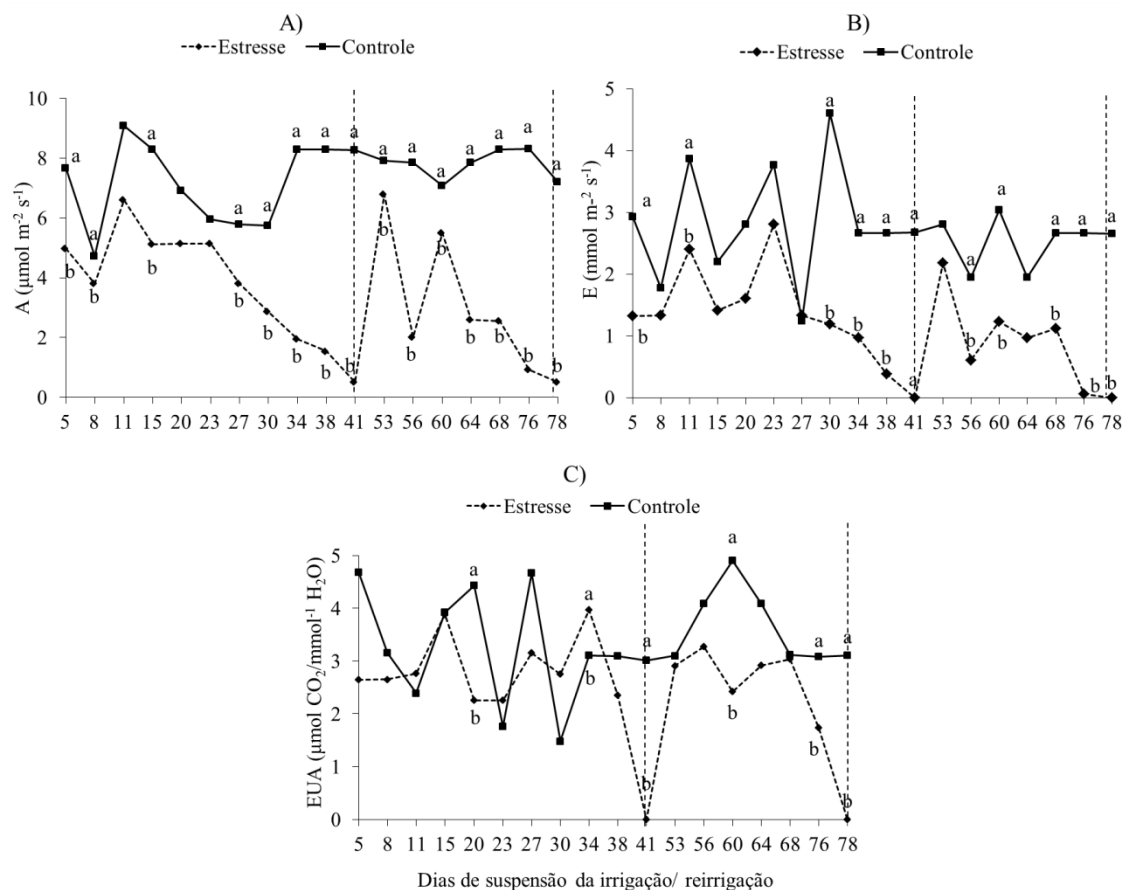 A)
Estresse Controle
A (µmol m⁻² s⁻¹)
10
8
6
4
2
0
a a a a a a a a a a a a a a
b b b b b b b b b b b b b b
5 8 11 15 20 23 27 30 34 38 41 53 56 60 64 68 76 78
B)
Estresse Controle
E (mmol m-² s⁻¹)
5
4
3
2
1
0
a a a a a a a a a a a a
b b b b b b b b b b
5 8 11 15 20 23 27 30 34 38 41 53 56 60 64 68 76 78
C)
Estresse Controle
EUA (µmol CO₂/mmol⁻¹ H₂O)
5
4
3
2
1
0
a a a a a
b b b b b b
5 8 11 15 20 23 27 30 34 38 41 53 56 60 64 68 76 78
Dias de suspensão da irrigação/ reirrigação